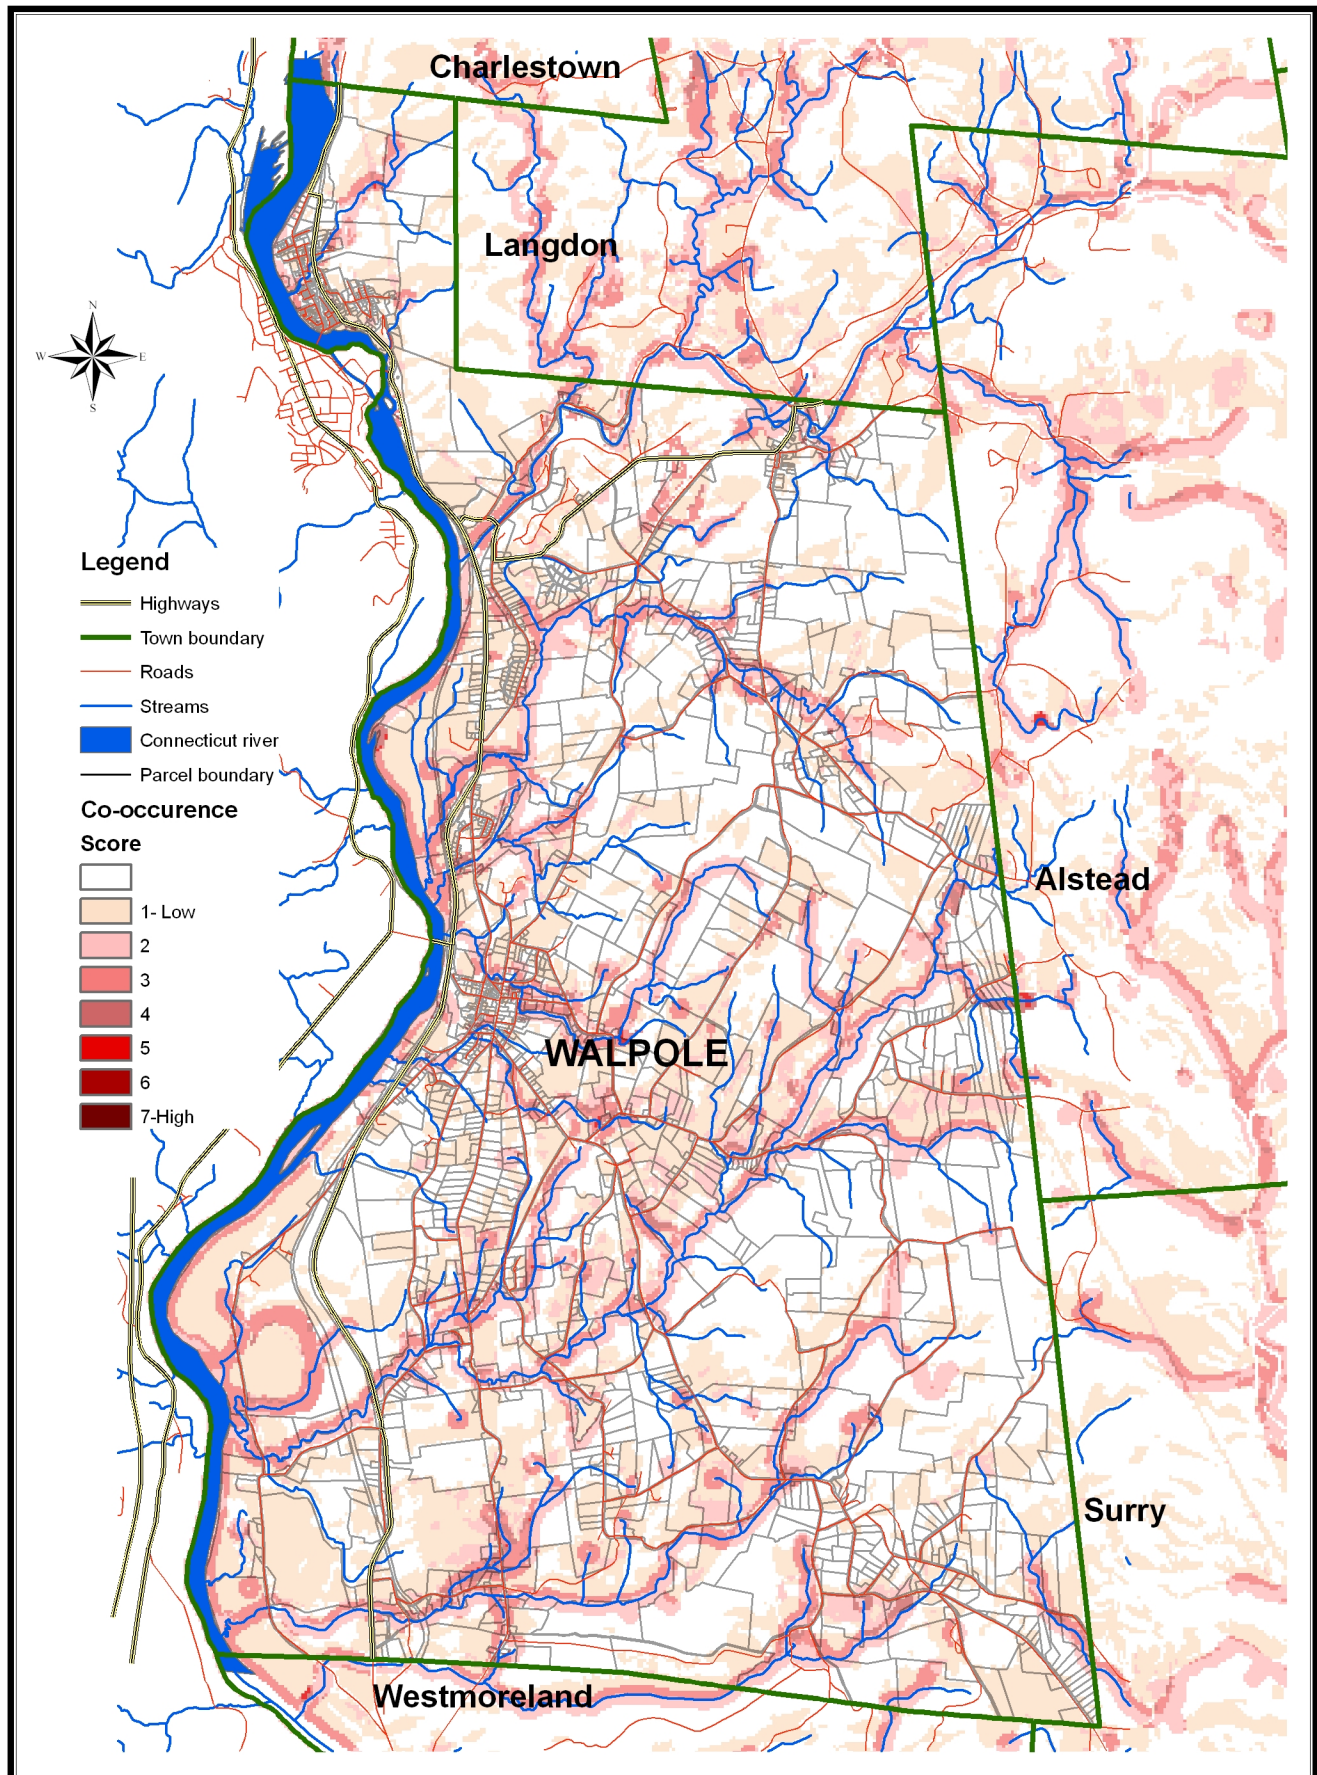 Charlestown
Langdon
N
W
E
S
Legend
Highways
Town boundary
Roads
Streams
Connecticut river
Parcel boundary
Co-occurence
Score
1- Low
2
3
4
5
6
7-High
Alstead
WALPOLE
Surry
Westmoreland